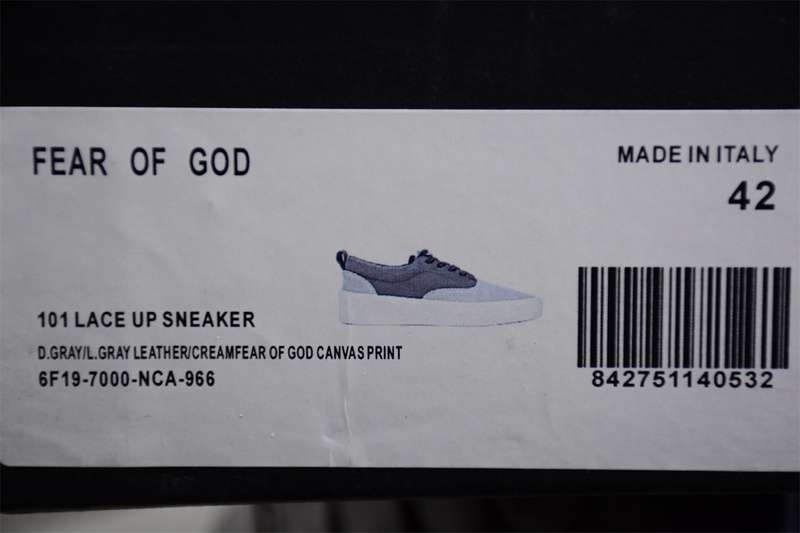 FEAR OF GOD
MADE IN ITALY
42
101 LACE UP SNEAKER
D.GRAY/L.GRAY LEATHER/CREAMFEAR OF GOD CANVAS PRINT
6F19-7000-NCA-966
842751140532